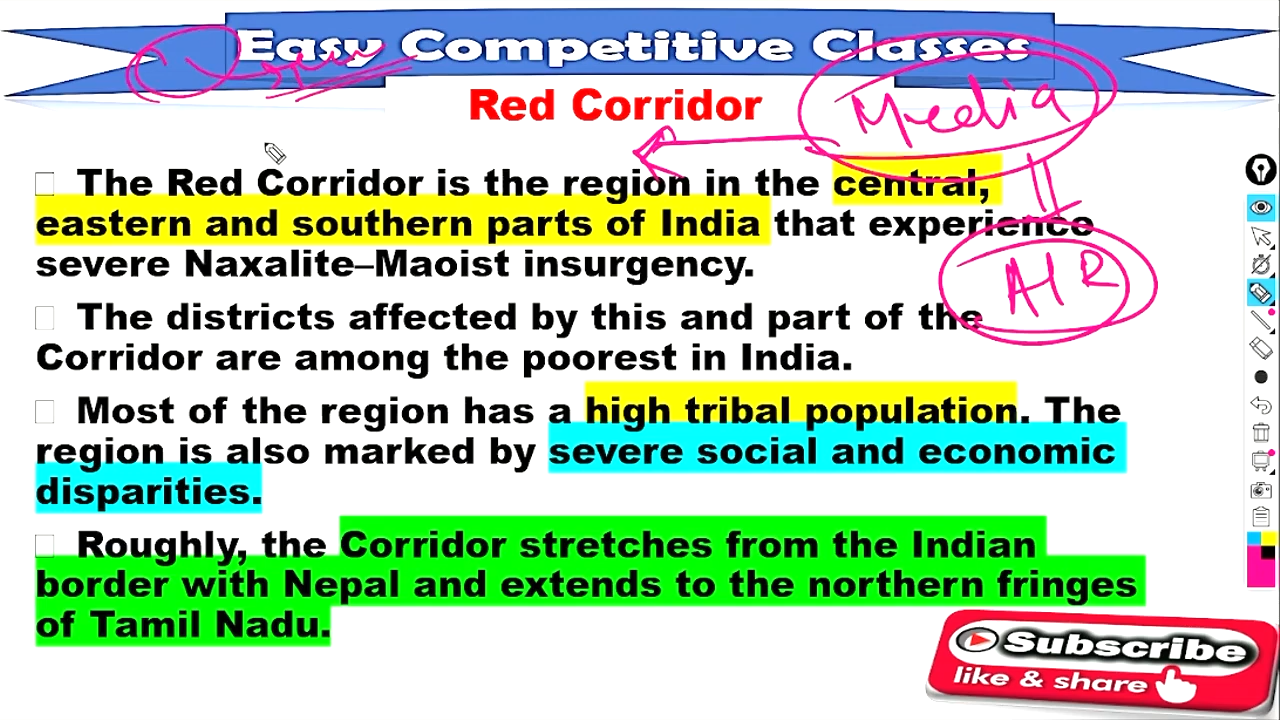 Easy Competitive Classes
Red Corridor
Media
The Red Corridor is the region in the central,
eastern and southern parts of India that experience
severe Naxalite–Maoist insurgency.
AIR
The districts affected by this and part of the
Corridor are among the poorest in India.
Most of the region has a high tribal population. The
region is also marked by severe social and economic
disparities.
Roughly, the Corridor stretches from the Indian
border with Nepal and extends to the northern fringes
of Tamil Nadu.
Subscribe
like & share